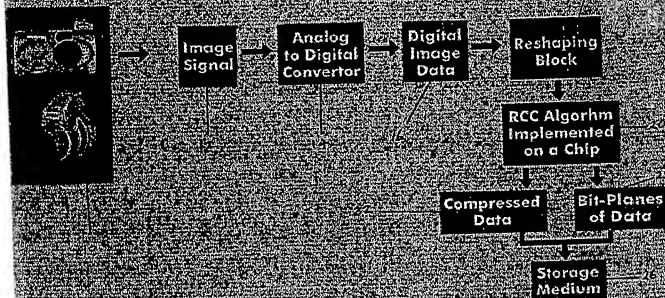 Image
Signal
Analog
to Digital
Convertor
Digital
Image
Data
Reshaping
Block
RCC Algorhm
Implemented
on a Chip
Compressed
Data
Bit-Planes
of Data
Storage
Medium